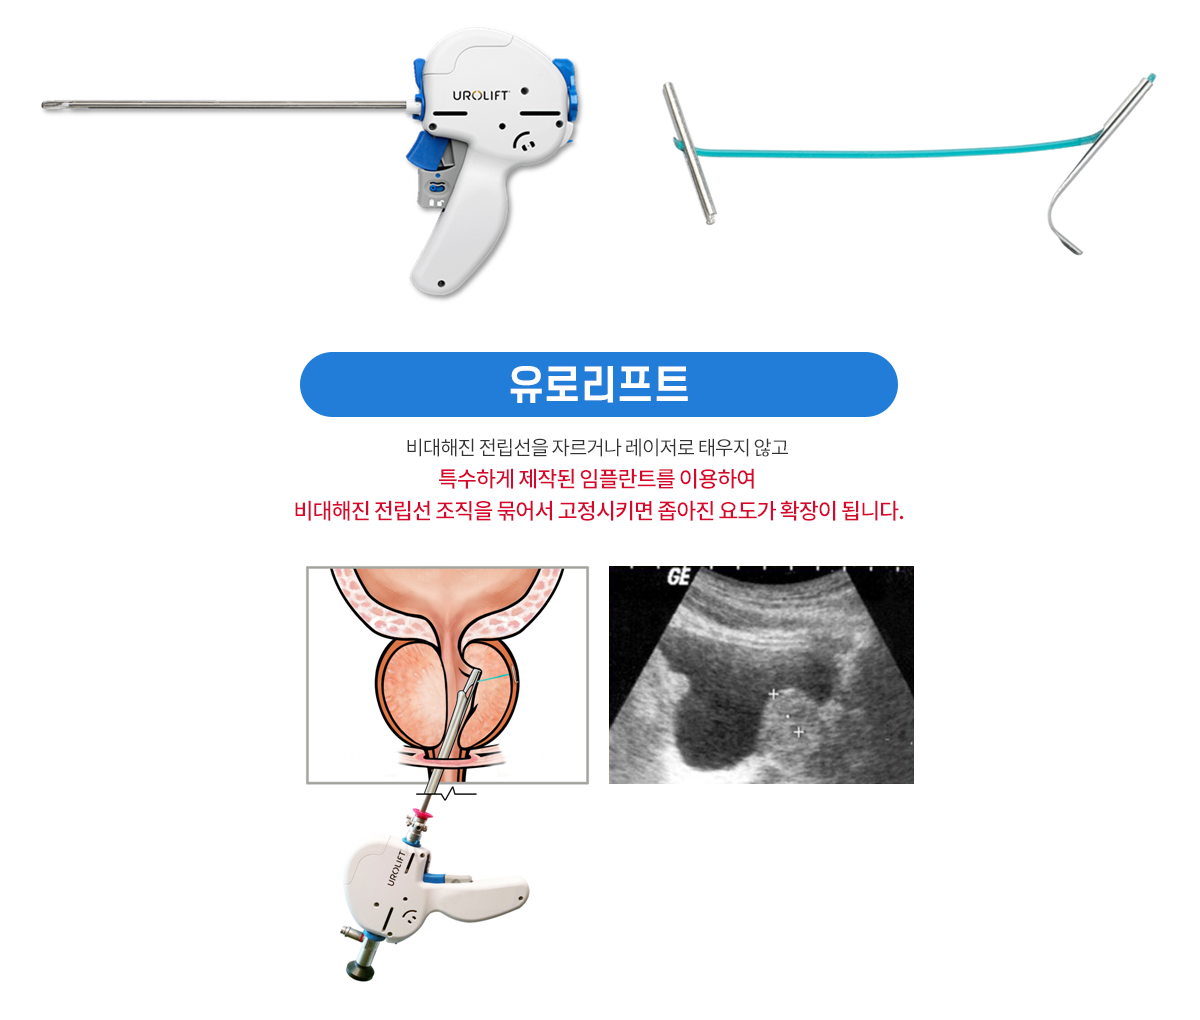 UROLIFT
유로리프트
비대해진 전립선을 자르거나 레이저로 태우지 않고
특수하게 제작된 임플란트를 이용하여
비대해진 전립선 조직을 묶어서 고정시키면 좁아진 요도가 확장이 됩니다.
GE
UROLIFT